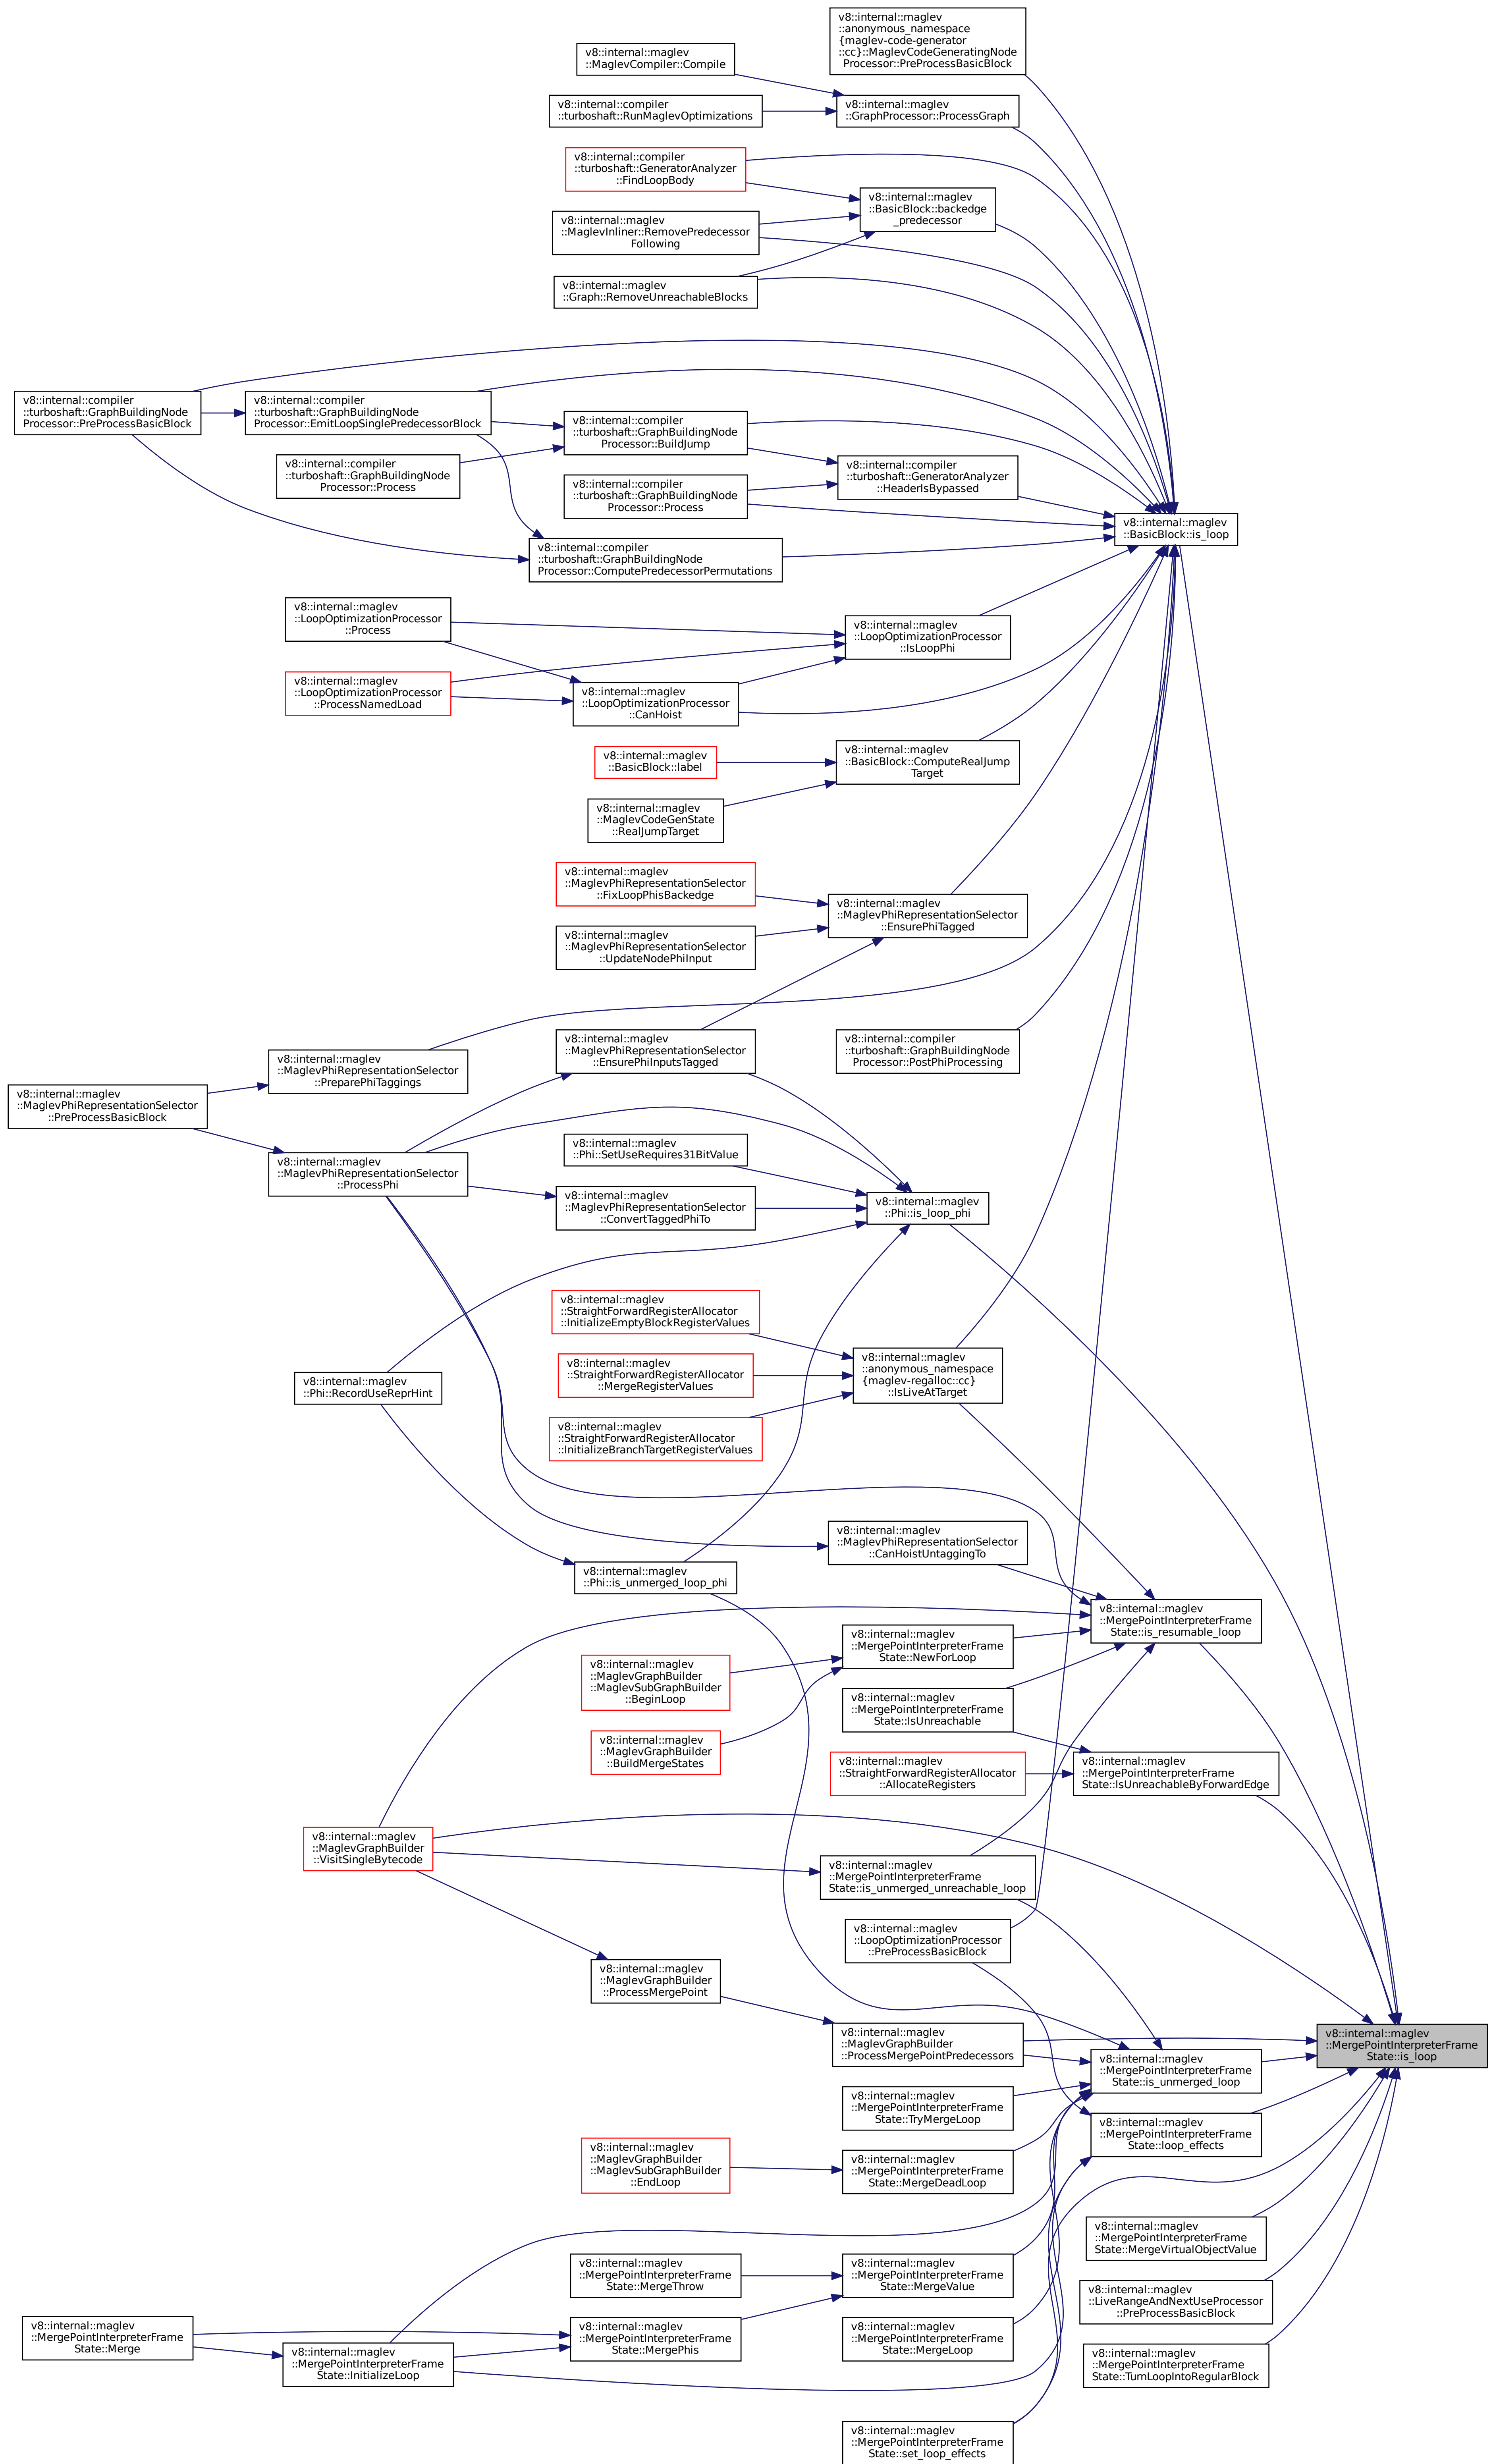 v8::internal::maglev
::anonymous_namespace
{maglev-code-generator
::cc}::MaglevCodeGeneratingNode
Processor::PreProcessBasicBlock
v8::internal::maglev
::MaglevCompiler::Compile
v8::internal::compiler
::turboshaft::RunMaglevOptimizations
v8::internal::maglev
::GraphProcessor::ProcessGraph
v8::internal::compiler
::turboshaft::GeneratorAnalyzer
::FindLoopBody
v8::internal::maglev
::BasicBlock::backedge
_predecessor
v8::internal::maglev
::MaglevInliner::RemovePredecessor
Following
v8::internal::maglev
::Graph::RemoveUnreachableBlocks
v8::internal::compiler
::turboshaft::GraphBuildingNode
Processor::PreProcessBasicBlock
v8::internal::compiler
::turboshaft::GraphBuildingNode
Processor::EmitLoopSinglePredecessorBlock
v8::internal::compiler
::turboshaft::GraphBuildingNode
Processor::BuildJump
v8::internal::compiler
::turboshaft::GraphBuildingNode
Processor::Process
v8::internal::compiler
::turboshaft::GeneratorAnalyzer
::HeaderIsBypassed
v8::internal::compiler
::turboshaft::GraphBuildingNode
Processor::Process
v8::internal::maglev
::BasicBlock::is_loop
v8::internal::compiler
::turboshaft::GraphBuildingNode
Processor::ComputePredecessorPermutations
v8::internal::maglev
::LoopOptimizationProcessor
::Process
v8::internal::maglev
::LoopOptimizationProcessor
::IsLoopPhi
v8::internal::maglev
::LoopOptimizationProcessor
::ProcessNamedLoad
v8::internal::maglev
::LoopOptimizationProcessor
::CanHoist
v8::internal::maglev
::BasicBlock::label
v8::internal::maglev
::BasicBlock::ComputeRealJump
Target
v8::internal::maglev
::MaglevCodeGenState
::RealJumpTarget
v8::internal::maglev
::MaglevPhiRepresentationSelector
::FixLoopPhisBackedge
v8::internal::maglev
::MaglevPhiRepresentationSelector
::EnsurePhiTagged
v8::internal::maglev
::MaglevPhiRepresentationSelector
::UpdateNodePhiInput
v8::internal::maglev
::MaglevPhiRepresentationSelector
::EnsurePhiInputsTagged
v8::internal::compiler
::turboshaft::GraphBuildingNode
Processor::PostPhiProcessing
v8::internal::maglev
::MaglevPhiRepresentationSelector
::PreparePhiTaggings
v8::internal::maglev
::MaglevPhiRepresentationSelector
::PreProcessBasicBlock
v8::internal::maglev
::MaglevPhiRepresentationSelector
::ProcessPhi
v8::internal::maglev
::Phi::SetUseRequires31BitValue
v8::internal::maglev
::MaglevPhiRepresentationSelector
::ConvertTaggedPhiTo
v8::internal::maglev
::Phi::is_loop_phi
v8::internal::maglev
::StraightForwardRegisterAllocator
::InitializeEmptyBlockRegisterValues
v8::internal::maglev
::StraightForwardRegisterAllocator
::MergeRegisterValues
v8::internal::maglev
::anonymous_namespace
{maglev-regalloc::cc}
::IsLiveAtTarget
v8::internal::maglev
::Phi::RecordUseReprHint
v8::internal::maglev
::StraightForwardRegisterAllocator
::InitializeBranchTargetRegisterValues
v8::internal::maglev
::MaglevPhiRepresentationSelector
::CanHoistUntaggingTo
v8::internal::maglev
::Phi::is_unmerged_loop_phi
v8::internal::maglev
::MergePointInterpreterFrame
State::is_resumable_loop
v8::internal::maglev
::MergePointInterpreterFrame
State::NewForLoop
v8::internal::maglev
::MaglevGraphBuilder
::MaglevSubGraphBuilder
::BeginLoop
v8::internal::maglev
::MergePointInterpreterFrame
State::IsUnreachable
v8::internal::maglev
::MaglevGraphBuilder
::BuildMergeStates
v8::internal::maglev
::StraightForwardRegisterAllocator
::AllocateRegisters
v8::internal::maglev
::MergePointInterpreterFrame
State::IsUnreachableByForwardEdge
v8::internal::maglev
::MaglevGraphBuilder
::VisitSingleBytecode
v8::internal::maglev
::MergePointInterpreterFrame
State::is_unmerged_unreachable_loop
v8::internal::maglev
::LoopOptimizationProcessor
::PreProcessBasicBlock
v8::internal::maglev
::MaglevGraphBuilder
::ProcessMergePoint
v8::internal::maglev
::MaglevGraphBuilder
::ProcessMergePointPredecessors
v8::internal::maglev
::MergePointInterpreterFrame
State::is_loop
v8::internal::maglev
::MergePointInterpreterFrame
State::is_unmerged_loop
v8::internal::maglev
::MergePointInterpreterFrame
State::TryMergeLoop
v8::internal::maglev
::MergePointInterpreterFrame
State::loop_effects
v8::internal::maglev
::MaglevGraphBuilder
::MaglevSubGraphBuilder
::EndLoop
v8::internal::maglev
::MergePointInterpreterFrame
State::MergeDeadLoop
v8::internal::maglev
::MergePointInterpreterFrame
State::MergeVirtualObjectValue
v8::internal::maglev
::MergePointInterpreterFrame
State::MergeThrow
v8::internal::maglev
::MergePointInterpreterFrame
State::MergeValue
v8::internal::maglev
::LiveRangeAndNextUseProcessor
::PreProcessBasicBlock
v8::internal::maglev
::MergePointInterpreterFrame
State::Merge
v8::internal::maglev
::MergePointInterpreterFrame
State::InitializeLoop
v8::internal::maglev
::MergePointInterpreterFrame
State::MergePhis
v8::internal::maglev
::MergePointInterpreterFrame
State::MergeLoop
v8::internal::maglev
::MergePointInterpreterFrame
State::TurnLoopIntoRegularBlock
v8::internal::maglev
::MergePointInterpreterFrame
State::set_loop_effects